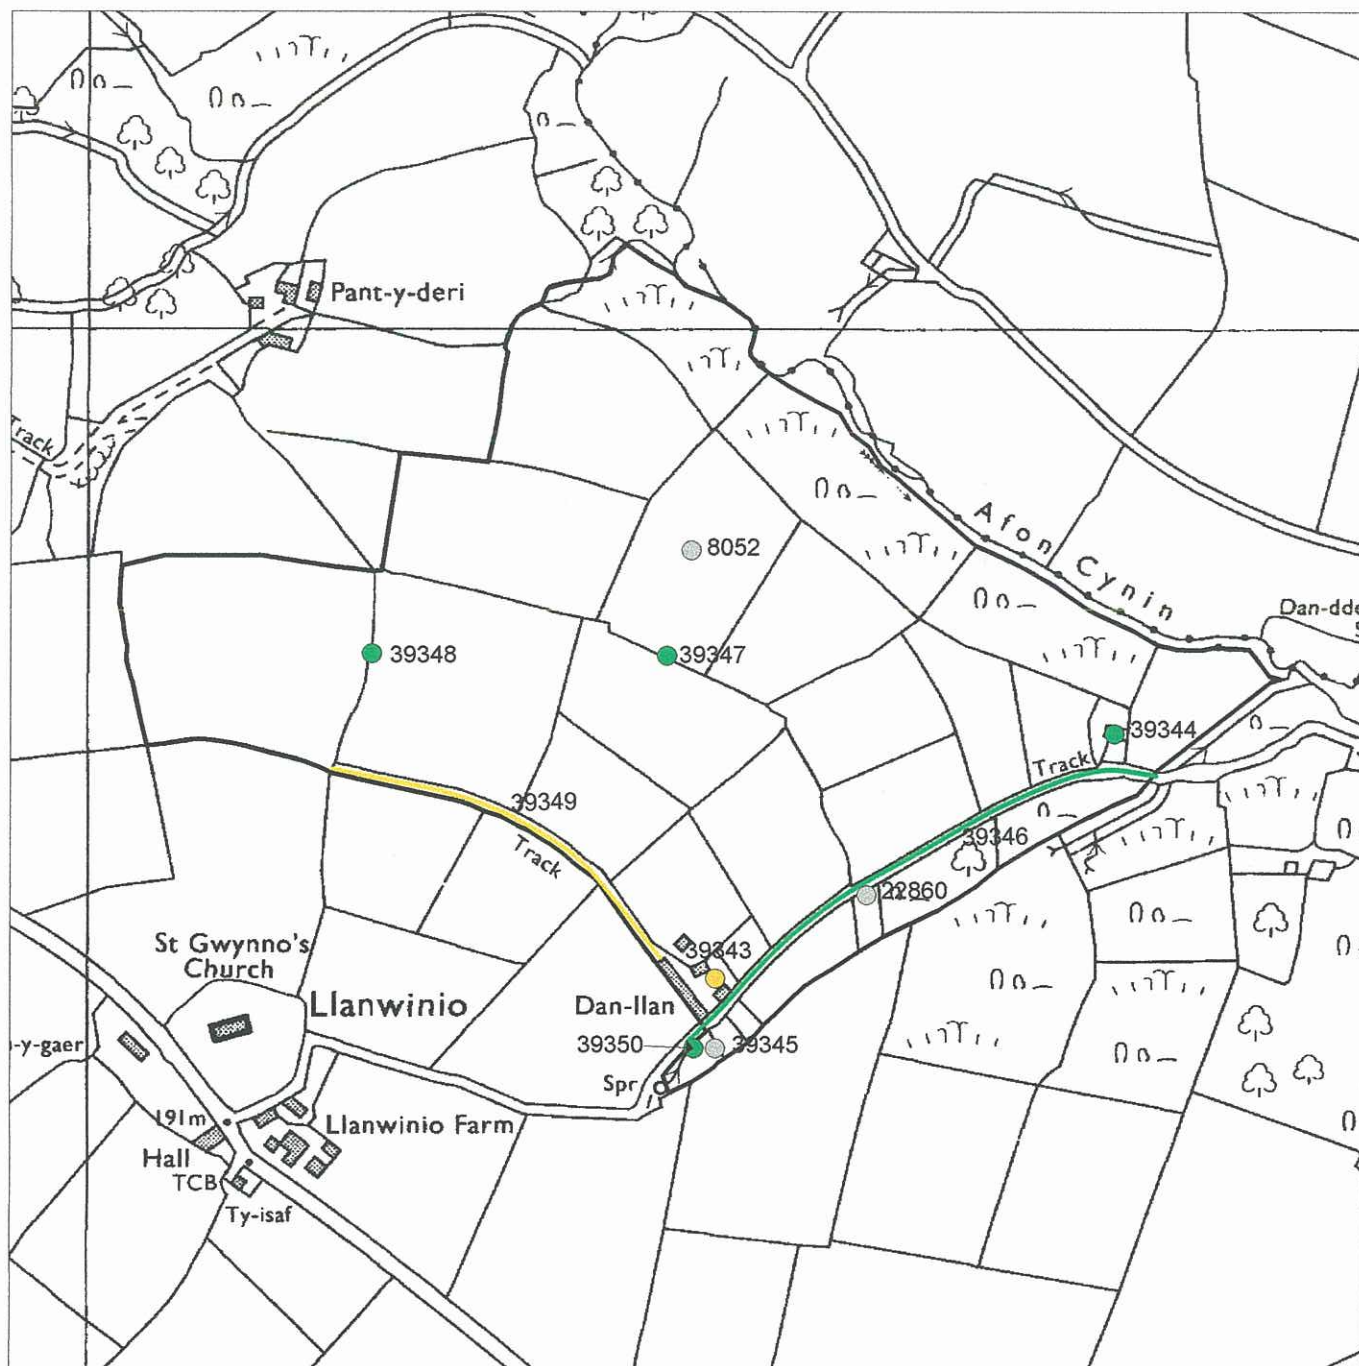 Pant-y-deri
Track
8052
Afon Cynin
Dan-dde
39348
39347
39344
Track
39349
Track
39346
22860
39343
St Gwynno's
Church
Llanwinio
Dan-llan
-y-gaer
39350
39345
Spr
191m
Llanwinio Farm
Hall
TCB
Ty-isaf